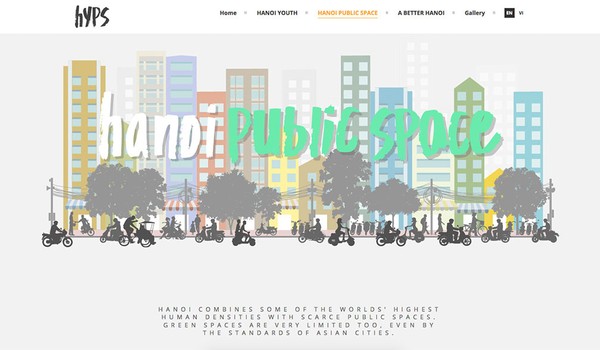 hyps
Home HANOI YOUTH HANOI PUBLIC SPACE A BETTER HANOI Gallery EN VI
hanoi public space
HANOI COMBINES SOME OF THE WORLDS' HIGHEST
HUMAN DENSITIES WITH SCARCE PUBLIC SPACES.
GREEN SPACES ARE VERY LIMITED TOO, EVEN BY
THE STANDARDS OF ASIAN CITIES.